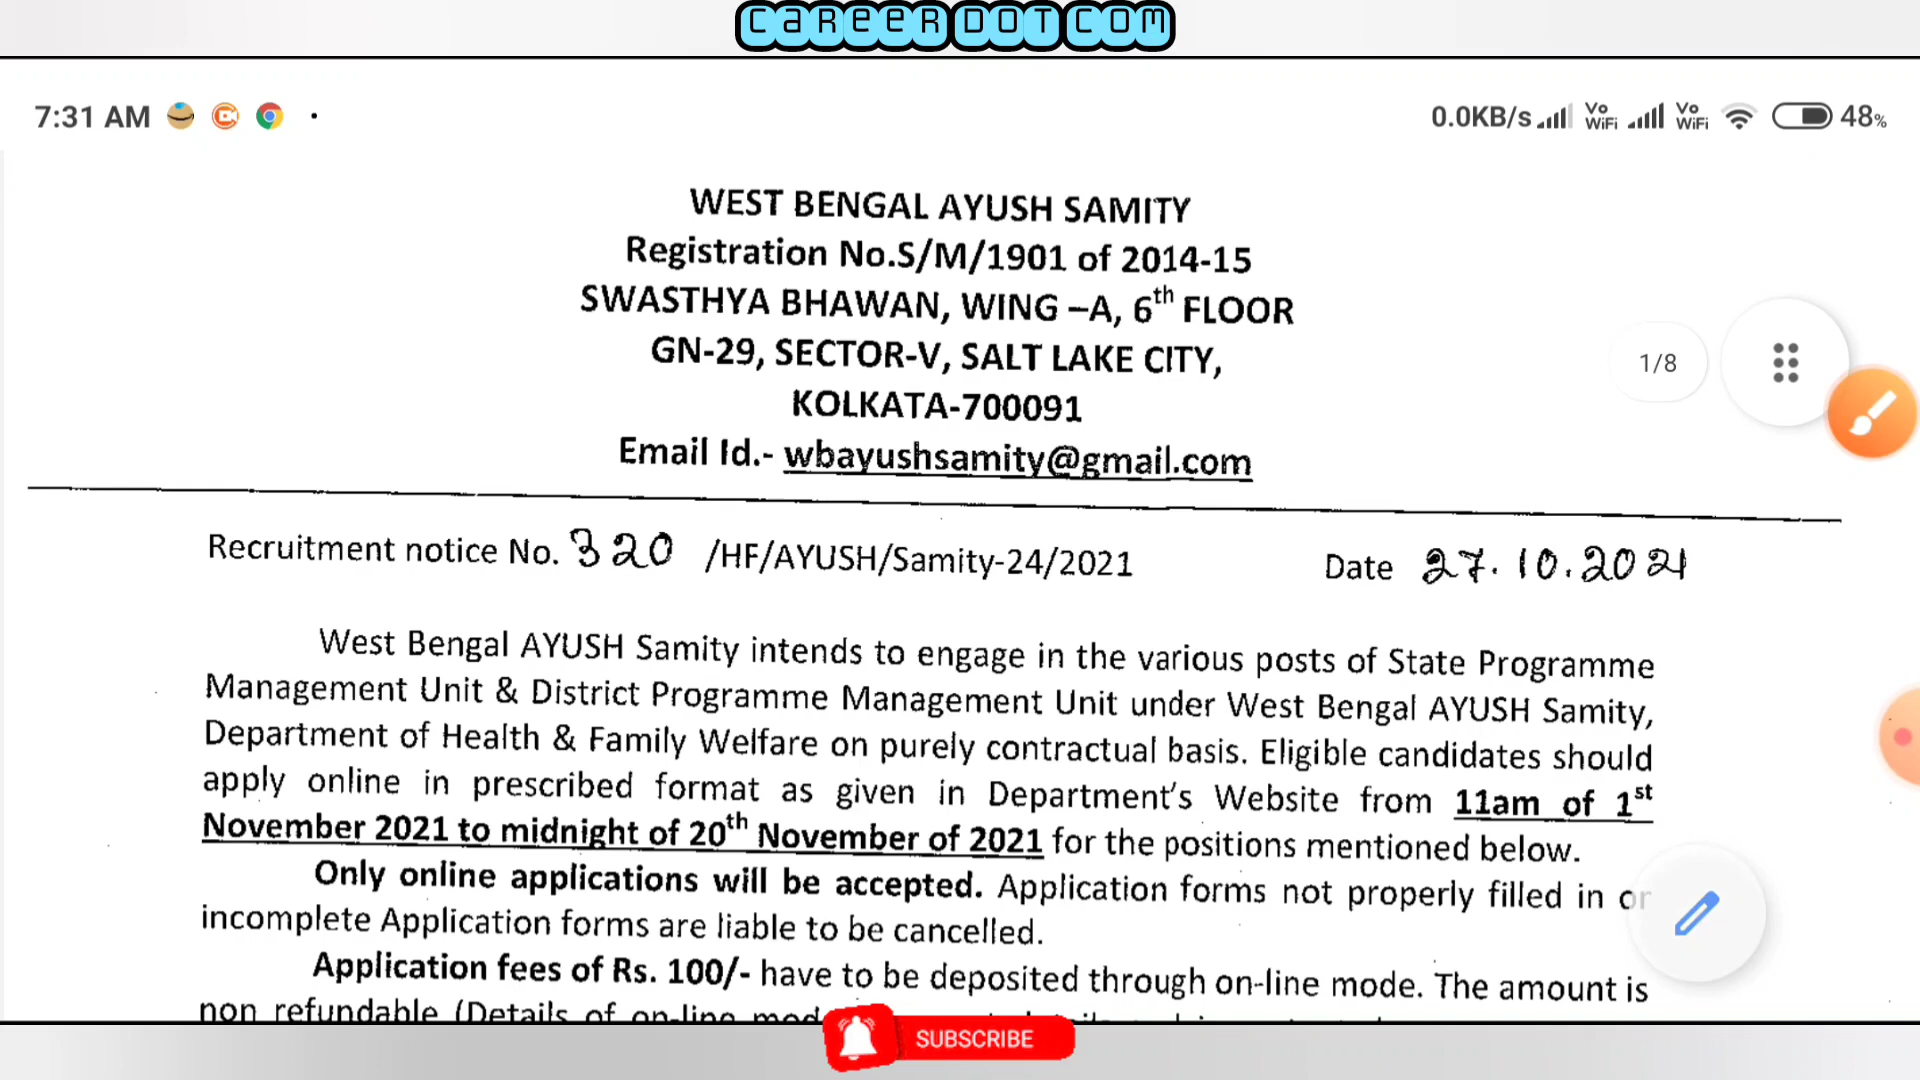 CAREER DOT COM
7:31 AM
0.0KB/s Vo WiFi Vo WiFi 48%
WEST BENGAL AYUSH SAMITY
Registration No.S/M/1901 of 2014-15
SWASTHYA BHAWAN, WING –A, 6th FLOOR
GN-29, SECTOR-V, SALT LAKE CITY,
1/8
KOLKATA-700091
Email Id.- wbayushsamity@gmail.com
Recruitment notice No. 320 /HF/AYUSH/Samity-24/2021 Date 27.10.2021
West Bengal AYUSH Samity intends to engage in the various posts of State Programme
Management Unit & District Programme Management Unit under West Bengal AYUSH Samity,
Department of Health & Family Welfare on purely contractual basis. Eligible candidates should
apply online in prescribed format as given in Department's Website from 11am of 1st
November 2021 to midnight of 20th November of 2021 for the positions mentioned below.
Only online applications will be accepted. Application forms not properly filled in or
incomplete Application forms are liable to be cancelled.
Application fees of Rs. 100/- have to be deposited through on-line mode. The amount is
non refundable (Details of on-line
SUBSCRIBE